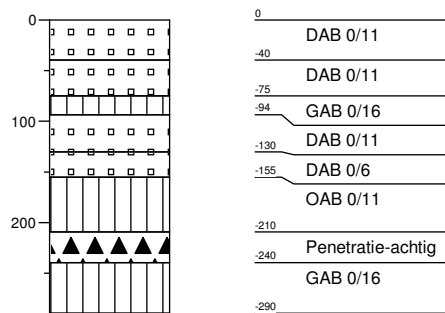 0
0
DAB 0/11
-40
DAB 0/11
-75
GAB 0/16
-94
100
DAB 0/11
-130
DAB 0/6
-155
OAB 0/11
200
-210
Penetratie-achtig
-240
GAB 0/16
-290